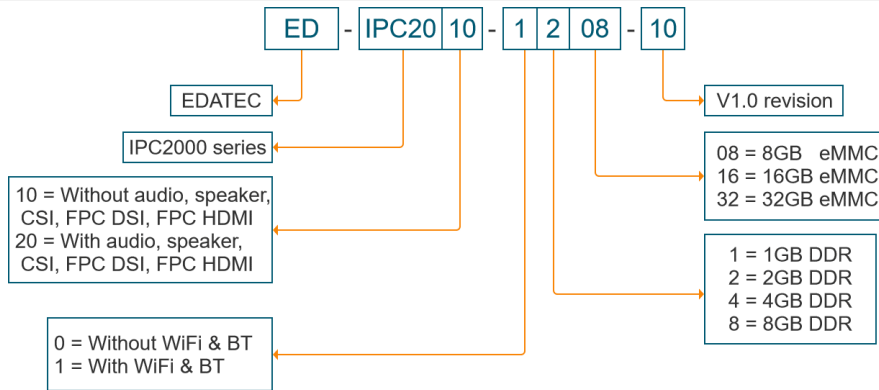 ED - IPC20 10 - 1 2 08 - 10
EDATEC
V1.0 revision
IPC2000 series
08 = 8GB eMMC
16 = 16GB eMMC
32 = 32GB eMMC
10 = Without audio, speaker,
CSI, FPC DSI, FPC HDMI
20 = With audio, speaker,
CSI, FPC DSI, FPC HDMI
1 = 1GB DDR
2 = 2GB DDR
4 = 4GB DDR
8 = 8GB DDR
0 = Without WiFi & BT
1 = With WiFi & BT